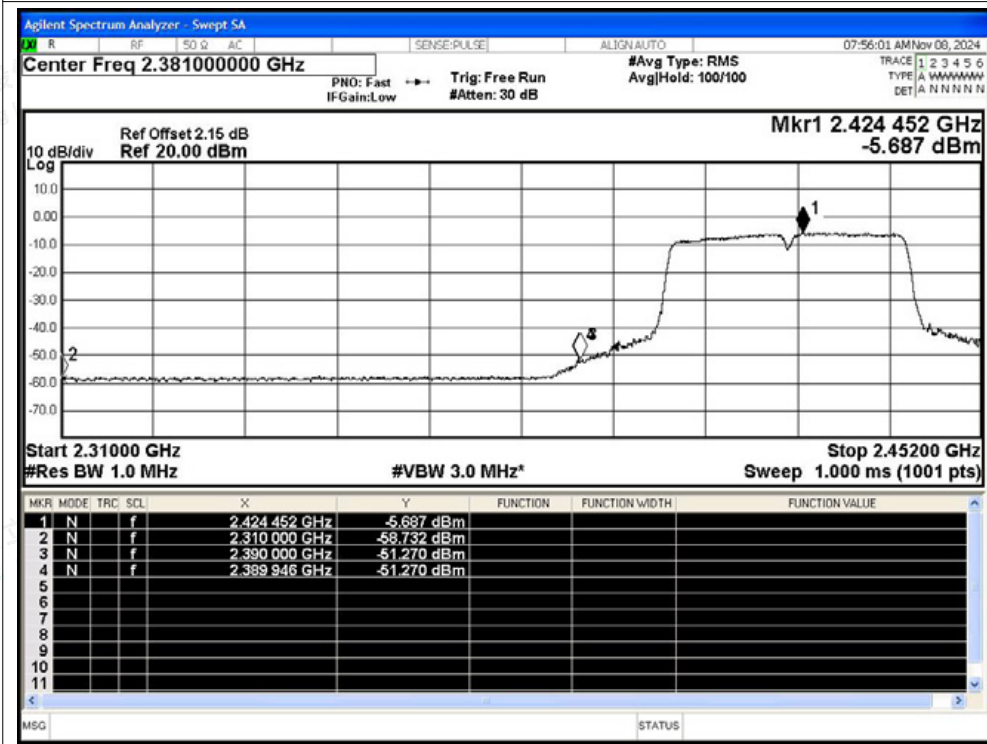 Agilent Spectrum Analyzer - Swept SA
LXI R RF 50 Ω AC SENSE:PULSE ALIGN AUTO 07:56:01 AM Nov 08, 2024
Center Freq 2.381000000 GHz #Avg Type: RMS TRACE 1 2 3 4 5 6
PNO: Fast Trig: Free Run Avg|Hold: 100/100 TYPE A WWWWW
IFGain:Low #Atten: 30 dB DET A N N N N N
Mkr1 2.424 452 GHz
Ref Offset 2.15 dB
10 dB/div Ref 20.00 dBm -5.687 dBm
Log
10.0
0.00
-10.0
-20.0
-30.0
-40.0
-50.0
-60.0
-70.0
1
2
Start 2.31000 GHz Stop 2.45200 GHz
#Res BW 1.0 MHz #VBW 3.0 MHz* Sweep 1.000 ms (1001 pts)
MKR MODE TRC SCL X Y FUNCTION FUNCTION WIDTH FUNCTION VALUE
1 N f 2.424 452 GHz -5.687 dBm
2 N f 2.310 000 GHz -58.732 dBm
3 N f 2.390 000 GHz -51.270 dBm
4 N f 2.389 946 GHz -51.270 dBm
5
6
7
8
9
10
11
MSG STATUS